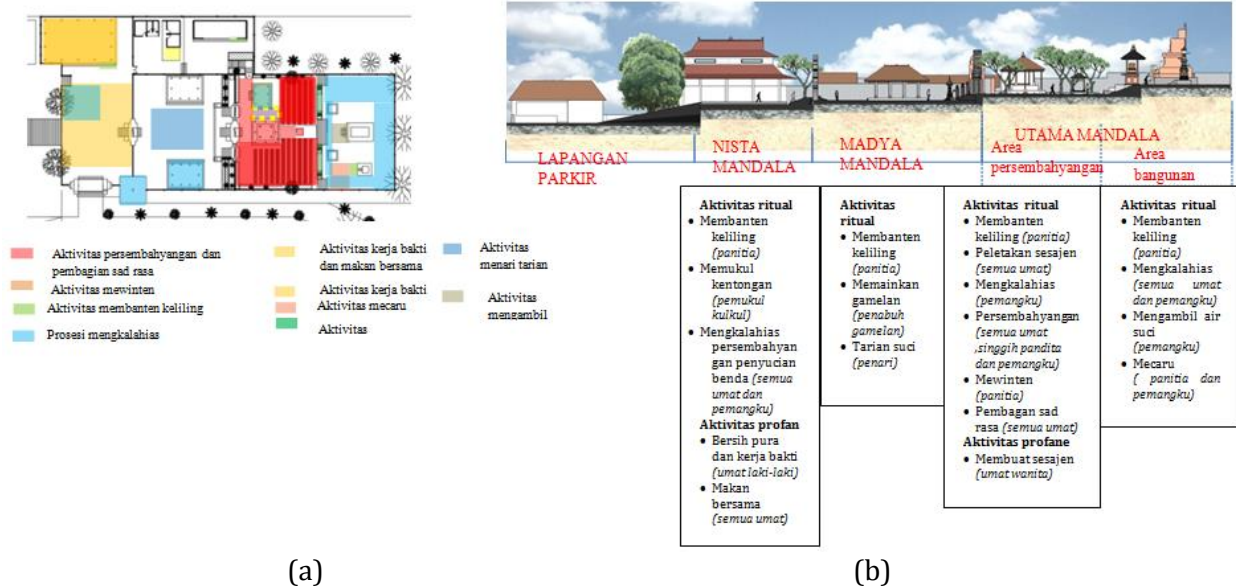 Aktivitas persembahyangan dan
pembagian sad rasa
Aktivitas mewinten
Aktivitas membanten keliling
Prosesi mengkalahias
Aktivitas kerja bakti
dan makan bersama
Aktivitas kerja bakti
Aktivitas mecaru
Aktivitas
Aktivitas
menari tarian
Aktivitas
mengambil
(a)
LAPANGAN
PARKIR
NISTA
MANDALA
MADYA
MANDALA
UTAMA MANDALA
Area
persembahyangan
Area
bangunan
Aktivitas ritual
• Membanten
keliling
(panitia)
• Memukul
kentongan
(pemukul
kulkul)
• Mengkalahias
persembahyan
gan penyucian
benda (semua
umat dan
pemangku)
Aktivitas profan
• Bersih pura
dan kerja bakti
(umat laki-laki)
• Makan
bersama
(semua umat)
Aktivitas
ritual
• Membanten
keliling
(panitia)
• Memainkan
gamelan
(penabuh
gamelan)
• Tarian suci
(penari)
Aktivitas ritual
• Membanten
keliling (panitia)
• Peletakan sesajen
(semua umat)
• Mengkalahias
(pemangku)
• Persembahyangan
(semua umat
,singgih pandita
dan pemangku)
• Mewinten
(panitia)
• Pembagan sad
rasa (semua umat)
Aktivitas profane
• Membuat sesajen
(umat wanita)
Aktivitas ritual
• Membanten
keliling
(panitia)
• Mengkalahias
(semua umat
dan pemangku)
• Mengambil air
suci
(pemangku)
• Mecaru
( panitia dan
pemangku)
(b)